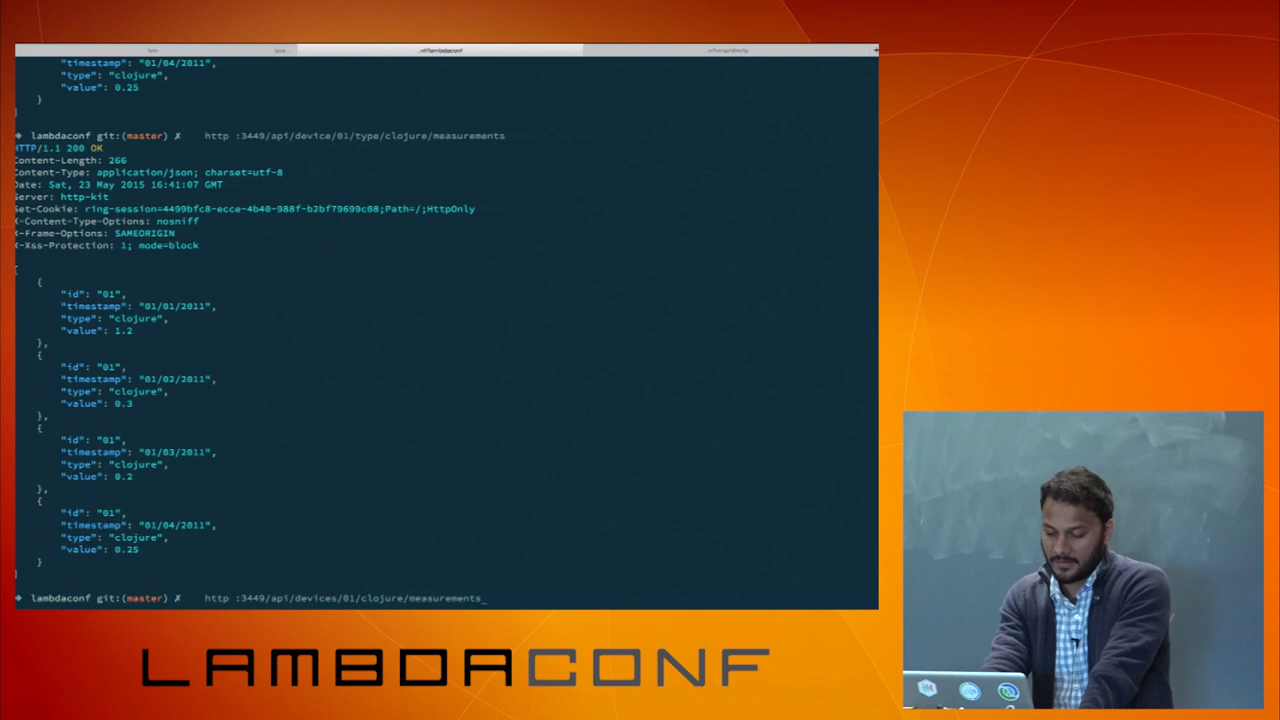 ...nf/lambdaconf
"timestamp": "01/04/2011",
"type": "clojure",
"value": 0.25
}
]
➜ lambdaconf git:(master) ✗ http :3449/api/device/01/type/clojure/measurements
HTTP/1.1 200 OK
Content-Length: 266
Content-Type: application/json; charset=utf-8
Date: Sat, 23 May 2015 16:41:07 GMT
Server: http-kit
Set-Cookie: ring-session=4499bfc8-ecce-4b40-988f-b2bf79699c08;Path=/;HttpOnly
X-Content-Type-Options: nosniff
X-Frame-Options: SAMEORIGIN
X-Xss-Protection: 1; mode=block
[
{
"id": "01",
"timestamp": "01/01/2011",
"type": "clojure",
"value": 1.2
},
{
"id": "01",
"timestamp": "01/02/2011",
"type": "clojure",
"value": 0.3
},
{
"id": "01",
"timestamp": "01/03/2011",
"type": "clojure",
"value": 0.2
},
{
"id": "01",
"timestamp": "01/04/2011",
"type": "clojure",
"value": 0.25
}
]
➜ lambdaconf git:(master) ✗ http :3449/api/devices/01/clojure/measurements_
LAMBDACONF